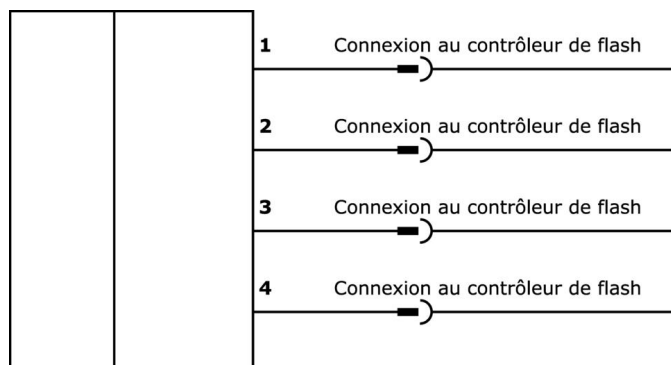 1 Connexion au contrôleur de flash
2 Connexion au contrôleur de flash
3 Connexion au contrôleur de flash
4 Connexion au contrôleur de flash